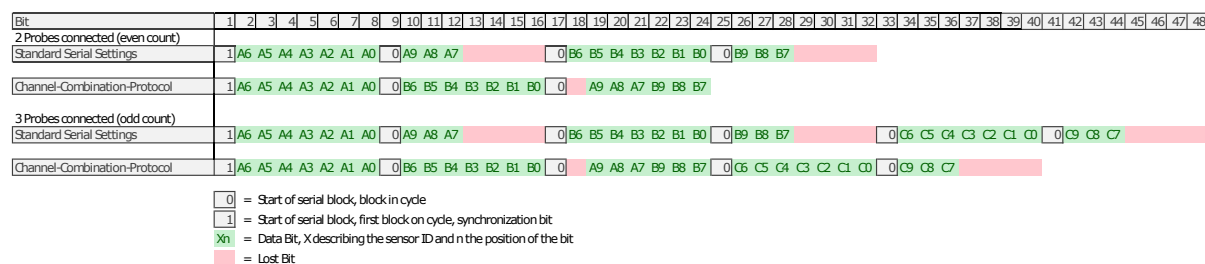 Bit 1 2 3 4 5 6 7 8 9 10 11 12 13 14 15 16 17 18 19 20 21 22 23 24 25 26 27 28 29 30 31 32 33 34 35 36 37 38 39 40 41 42 43 44 45 46 47 48
2 Probes connected (even count)
Standard Serial Settings 1 A6 A5 A4 A3 A2 A1 A0 0 A9 A8 A7 0 B6 B5 B4 B3 B2 B1 B0 0 B9 B8 B7
Channel-Combination-Protocol 1 A6 A5 A4 A3 A2 A1 A0 0 B6 B5 B4 B3 B2 B1 B0 0 A9 A8 A7 B9 B8 B7
3 Probes connected (odd count)
Standard Serial Settings 1 A6 A5 A4 A3 A2 A1 A0 0 A9 A8 A7 0 B6 B5 B4 B3 B2 B1 B0 0 B9 B8 B7 0 C6 C5 C4 C3 C2 C1 C0 0 C9 C8 C7
Channel-Combination-Protocol 1 A6 A5 A4 A3 A2 A1 A0 0 B6 B5 B4 B3 B2 B1 B0 0 A9 A8 A7 B9 B8 B7 0 C6 C5 C4 C3 C2 C1 C0 0 C9 C8 C7
0 = Start of serial block, block in cycle
1 = Start of serial block, first block on cycle, synchronization bit
Xn = Data Bit, X describing the sensor ID and n the position of the bit
= Lost Bit